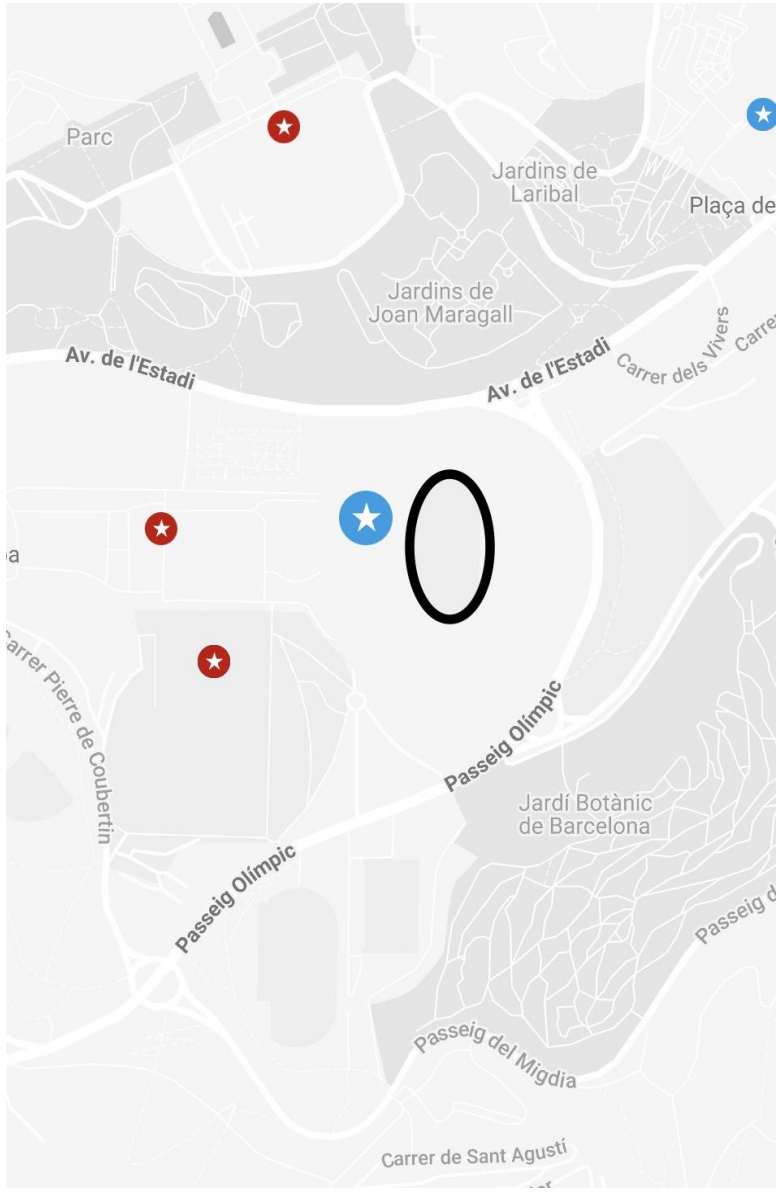 Parc
Jardins de
Laribal
Plaça de
Jardins de
Joan Maragall
Av. de l'Estadi
Av. de l'Estadi
Carrer dels Vivers
Carrer
Carrer Pierre de Coubertin
Passeig Olímpic
Jardí Botànic
de Barcelona
Passeig Olímpic
Passeig d
Passeig del Migdia
Carrer de Sant Agustí